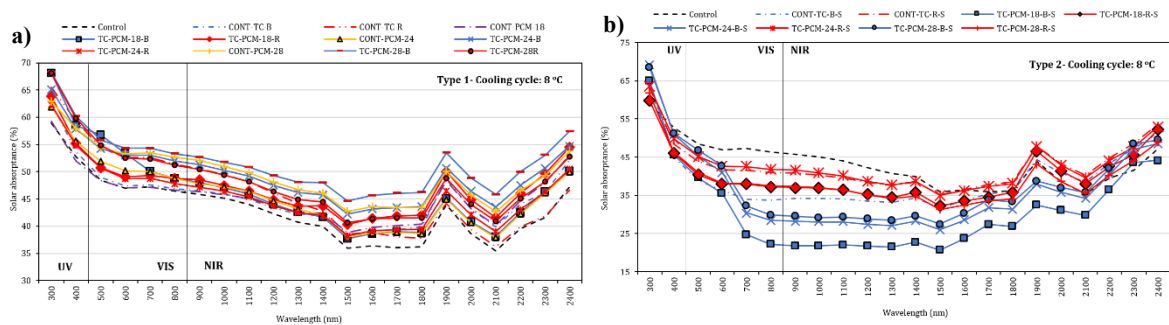 a)
Control
CONT TC B
CONT TC R
CONT PCM 18
TC-PCM-18-B
TC-PCM-18-R
CONT-PCM-24
TC-PCM-24-B
TC-PCM-24-R
CONT-PCM-28
TC-PCM-28-B
TC-PCM-28R
Type 1- Cooling cycle: 8 °C
Solar absorptance (%)
70
65
60
55
50
45
40
35
30
UV
VIS
NIR
300
400
500
600
700
800
900
1000
1100
1200
1300
1400
1500
1600
1700
1800
1900
2000
2100
2200
2300
2400
Wavelength (nm)
b)
Control
CONT-TC-B-S
CONT-TC-R-S
TC-PCM-18-B-S
TC-PCM-18-R-S
TC-PCM-24-B-S
TC-PCM-24-R-S
TC-PCM-28-B-S
TC-PCM-28-R-S
UV
VIS
NIR
Type 2- Cooling cycle: 8 °C
Solar absorptance (%)
75
65
55
45
35
25
15
300
400
500
600
700
800
900
1000
1100
1200
1300
1400
1500
1600
1700
1800
1900
2000
2100
2200
2300
2400
Wavelength (nm)